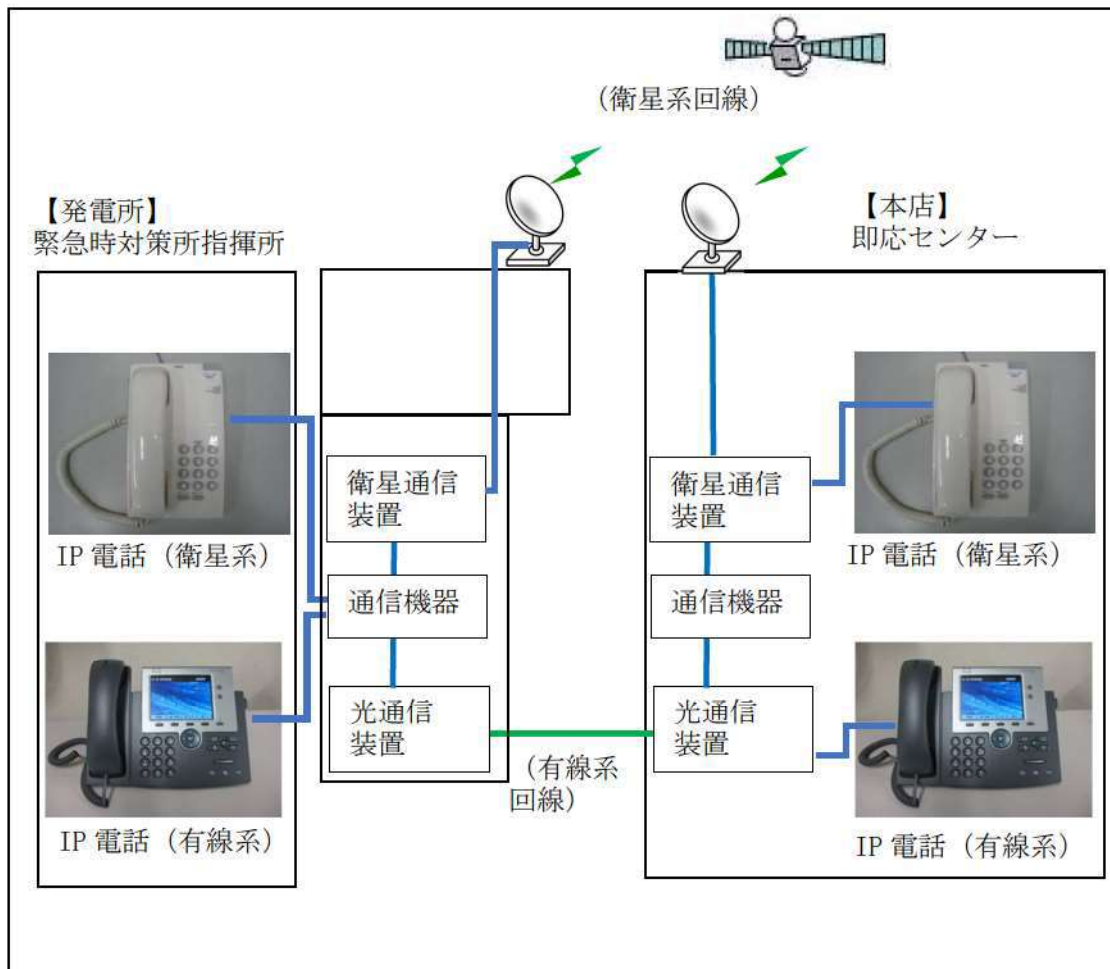 （衛星系回線）
【発電所】
緊急時対策所指揮所
【本店】
即応センター
衛星通信
装置
IP 電話（衛星系）
通信機器
光通信
装置
IP 電話（有線系）
（有線系
回線）
衛星通信
装置
IP 電話（衛星系）
通信機器
光通信
装置
IP 電話（有線系）